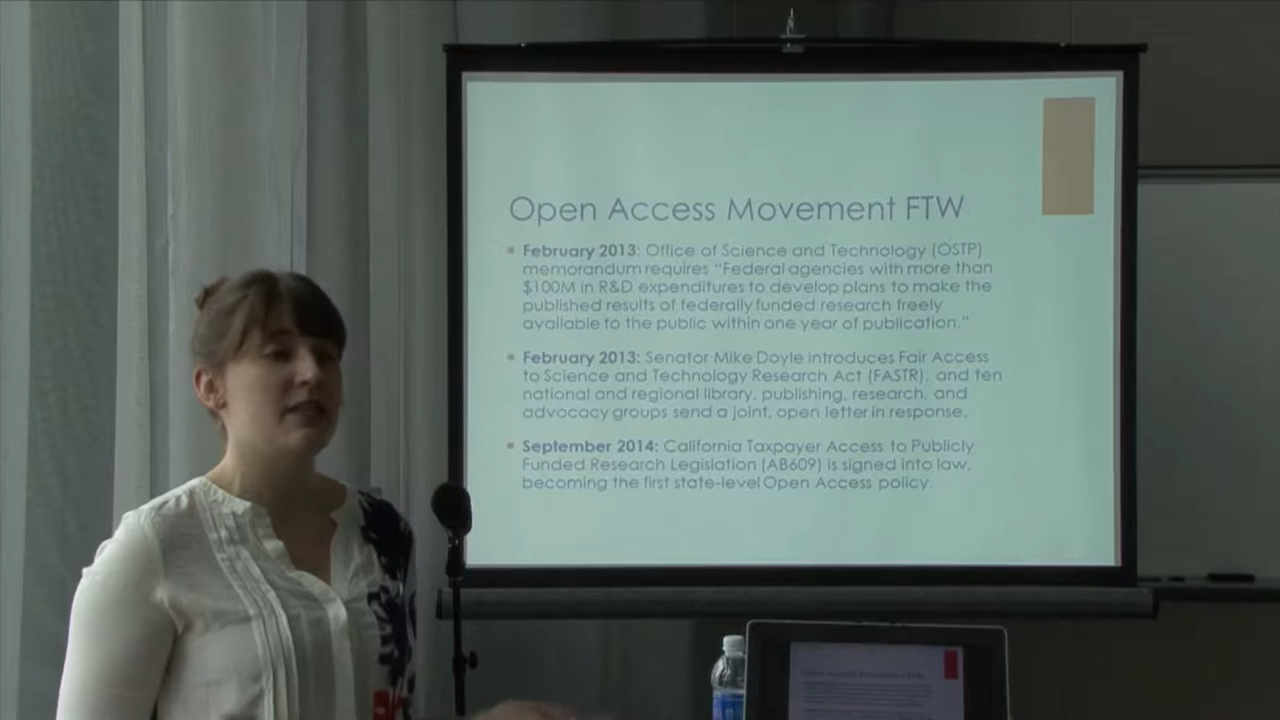 Open Access Movement FTW
February 2013: Office of Science and Technology (OSTP)
memorandum requires “Federal agencies with more than
$100M in R&D expenditures to develop plans to make the
published results of federally funded research freely
available to the public within one year of publication.”
February 2013: Senator Mike Doyle introduces Fair Access
to Science and Technology Research Act (FASTR), and ten
national and regional library, publishing, research, and
advocacy groups send a joint, open letter in response.
September 2014: California Taxpayer Access to Publicly
Funded Research Legislation (AB609) is signed into law,
becoming the first state-level Open Access policy.
Open Access Movement FTW